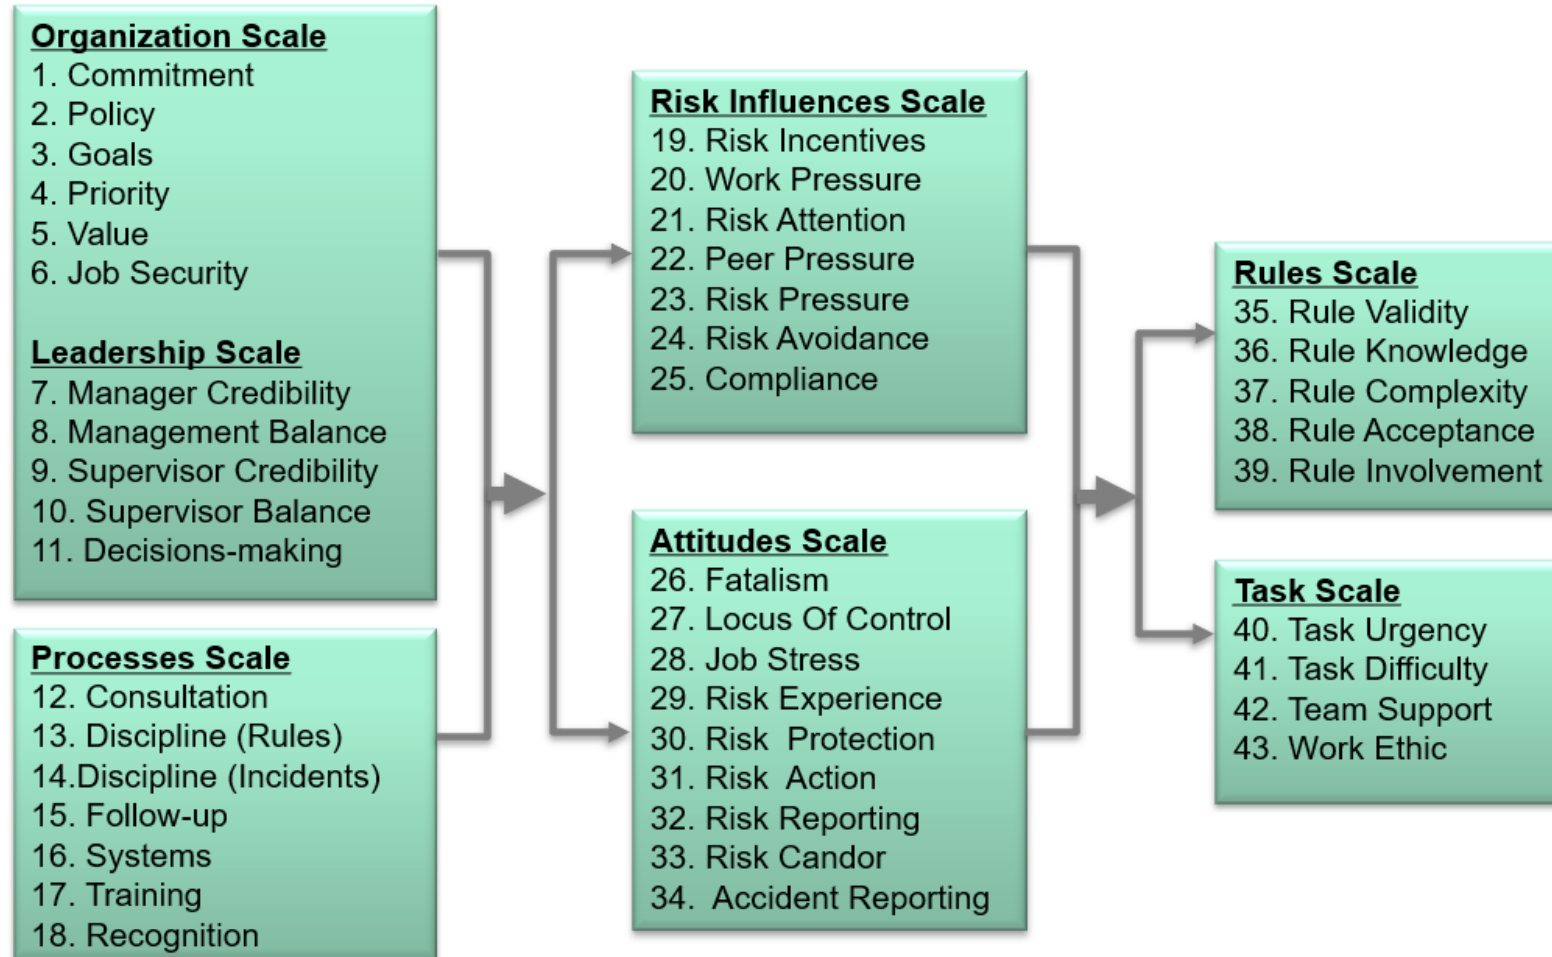 Organization Scale
1. Commitment
2. Policy
3. Goals
4. Priority
5. Value
6. Job Security
Leadership Scale
7. Manager Credibility
8. Management Balance
9. Supervisor Credibility
10. Supervisor Balance
11. Decisions-making
Processes Scale
12. Consultation
13. Discipline (Rules)
14.Discipline (Incidents)
15. Follow-up
16. Systems
17. Training
18. Recognition
Risk Influences Scale
19. Risk Incentives
20. Work Pressure
21. Risk Attention
22. Peer Pressure
23. Risk Pressure
24. Risk Avoidance
25. Compliance
Attitudes Scale
26. Fatalism
27. Locus Of Control
28. Job Stress
29. Risk Experience
30. Risk Protection
31. Risk Action
32. Risk Reporting
33. Risk Candor
34. Accident Reporting
Rules Scale
35. Rule Validity
36. Rule Knowledge
37. Rule Complexity
38. Rule Acceptance
39. Rule Involvement
Task Scale
40. Task Urgency
41. Task Difficulty
42. Team Support
43. Work Ethic